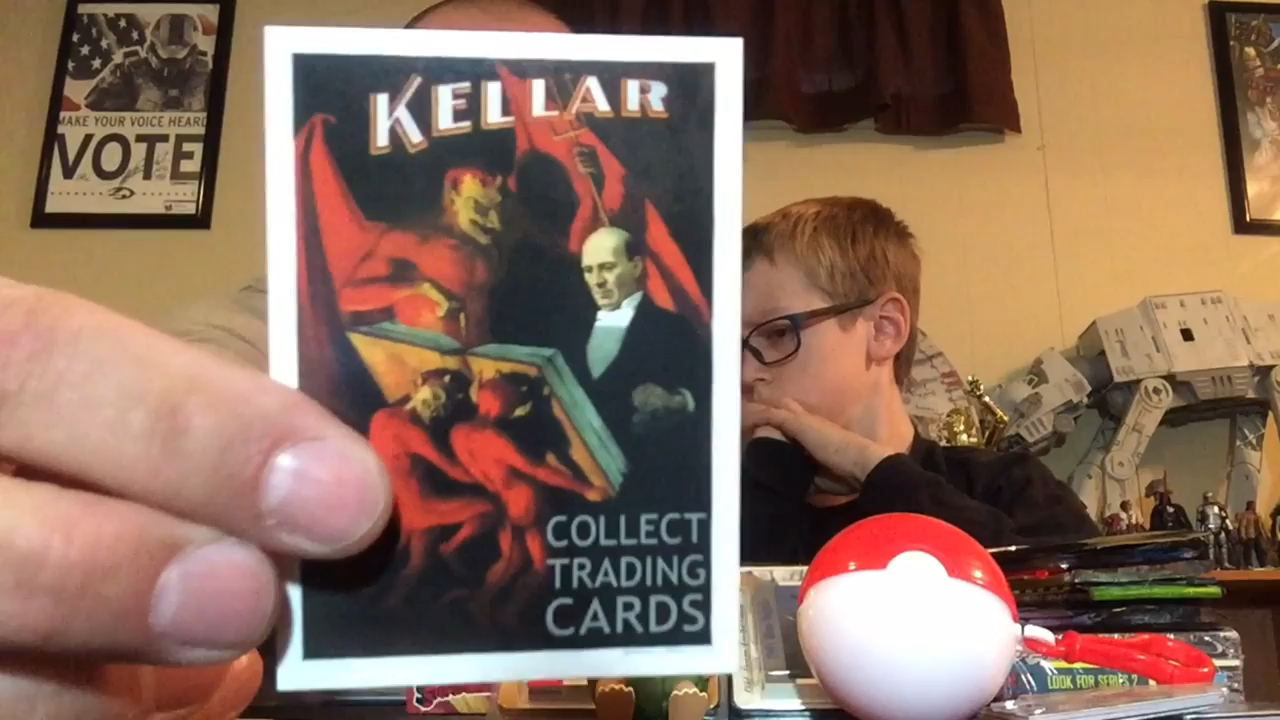 MAKE YOUR VOICE HEARD
VOTE
KELLAR
COLLECT
TRADING
CARDS
LOOK FOR SERIES 2